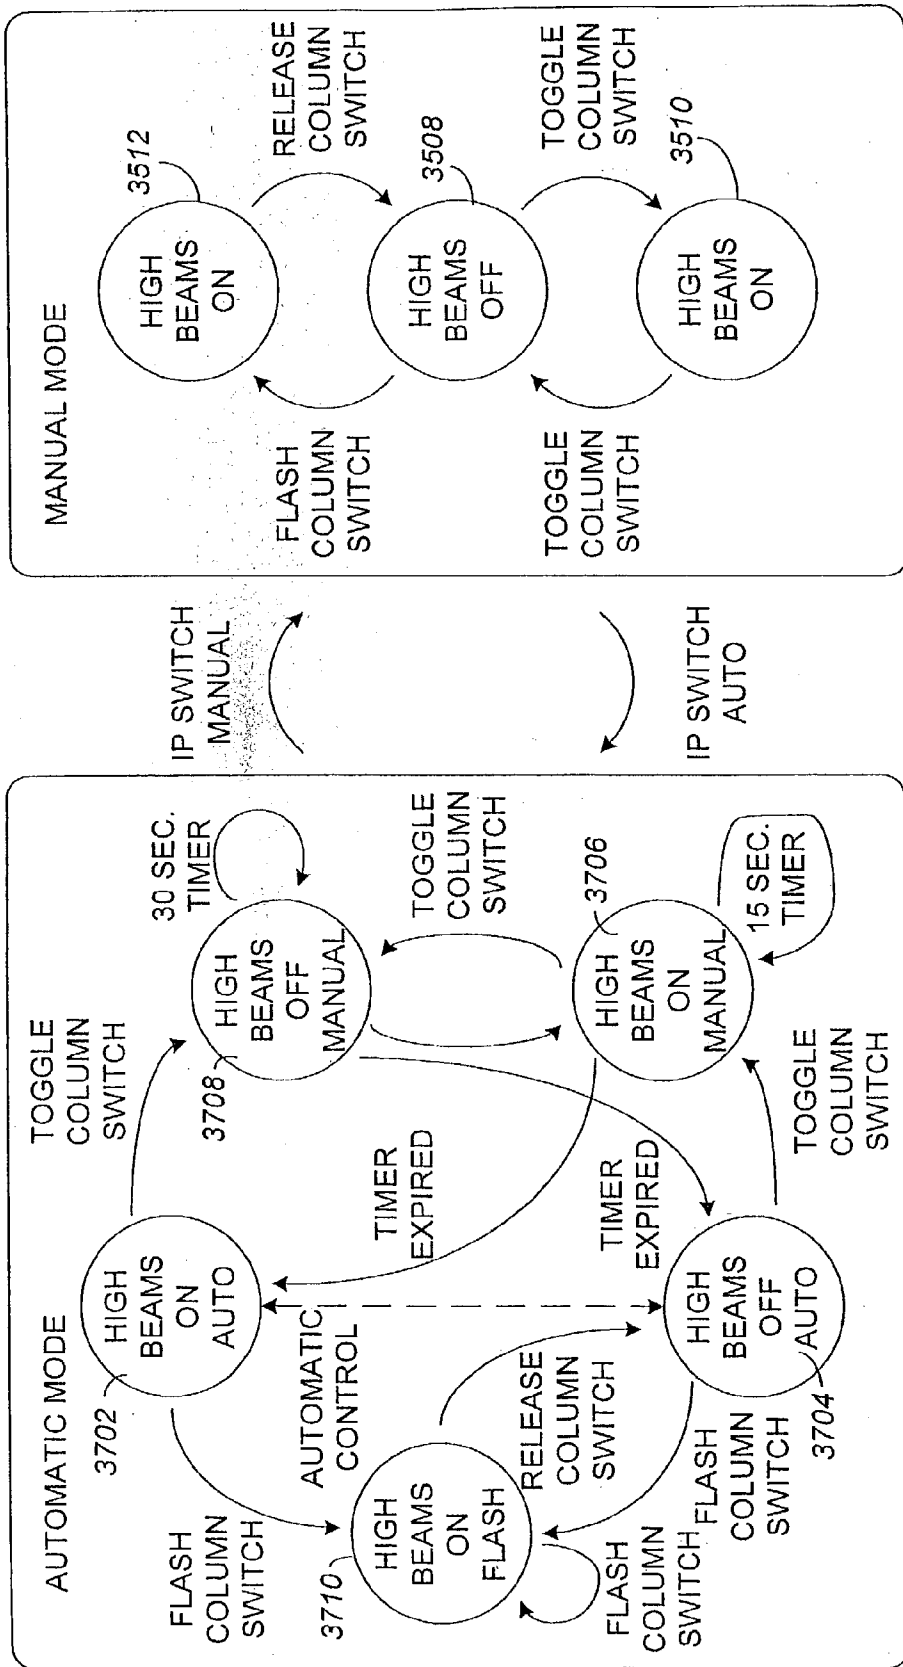 AUTOMATIC MODE
FLASH
COLUMN
SWITCH
3702
HIGH
BEAMS
ON
AUTO
TOGGLE
COLUMN
SWITCH
3708
HIGH
BEAMS
OFF
MANUAL
30 SEC.
TIMER
3710
HIGH
BEAMS
ON
FLASH
AUTOMATIC
CONTROL
TIMER
EXPIRED
TOGGLE
COLUMN
SWITCH
RELEASE
COLUMN
SWITCH
TIMER
EXPIRED
3706
HIGH
BEAMS
ON
MANUAL
15 SEC.
TIMER
FLASH
COLUMN
SWITCH
FLASH
COLUMN
SWITCH
3704
HIGH
BEAMS
OFF
AUTO
TOGGLE
COLUMN
SWITCH
IP SWITCH
MANUAL
IP SWITCH
AUTO
MANUAL MODE
HIGH
BEAMS
ON
3512
FLASH
COLUMN
SWITCH
RELEASE
COLUMN
SWITCH
HIGH
BEAMS
OFF
3508
TOGGLE
COLUMN
SWITCH
TOGGLE
COLUMN
SWITCH
HIGH
BEAMS
ON
3510